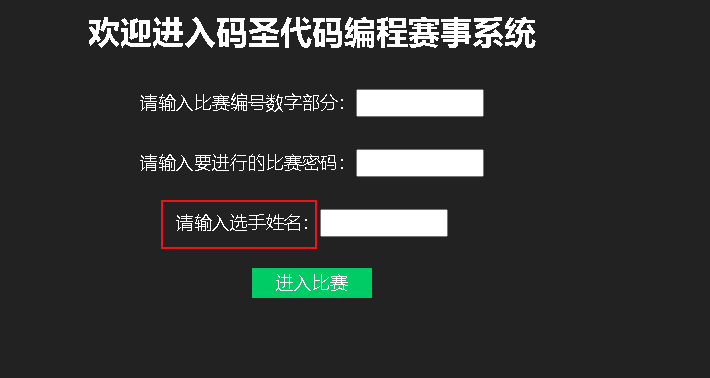 欢迎进入码圣代码编程赛事系统
请输入比赛编号数字部分：
请输入要进行的比赛密码：
请输入选手姓名：
进入比赛